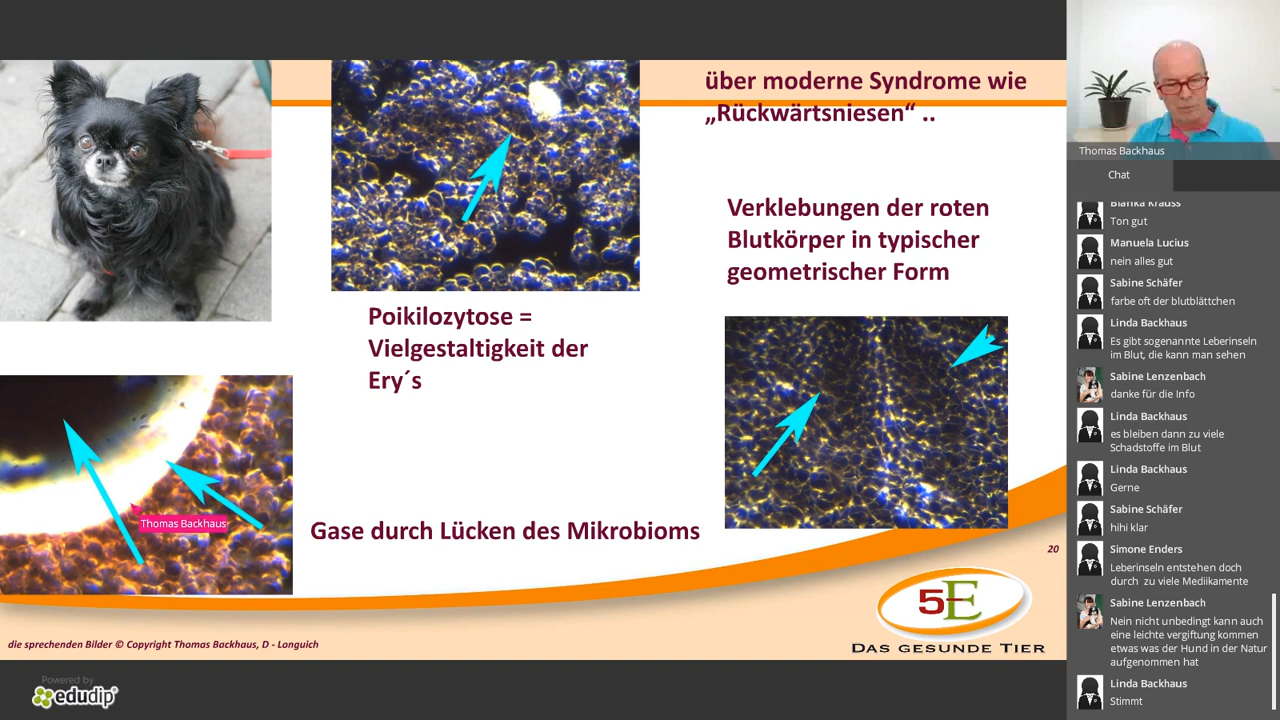 über moderne Syndrome wie
„Rückwärtsniesen“ ..
Verklebungen der roten
Blutkörper in typischer
geometrischer Form
Poikilozytose =
Vielgestaltigkeit der
Ery´s
Thomas Backhaus
Gase durch Lücken des Mikrobioms
20
5E
DAS GESUNDE TIER
die sprechenden Bilder © Copyright Thomas Backhaus, D - Longuich
Powered by
edudip
Thomas Backhaus
Chat
Bianka Krauss
Ton gut
Manuela Lucius
nein alles gut
Sabine Schäfer
farbe oft der blutblättchen
Linda Backhaus
Es gibt sogenannte Leberinseln
im Blut, die kann man sehen
Sabine Lenzenbach
danke für die Info
Linda Backhaus
es bleiben dann zu viele
Schadstoffe im Blut
Linda Backhaus
Gerne
Sabine Schäfer
hihi klar
Simone Enders
Leberinseln entstehen doch
durch zu viele Mediikamente
Sabine Lenzenbach
Nein nicht unbedingt kann auch
eine leichte vergiftung kommen
etwas was der Hund in der Natur
aufgenommen hat
Linda Backhaus
Stimmt